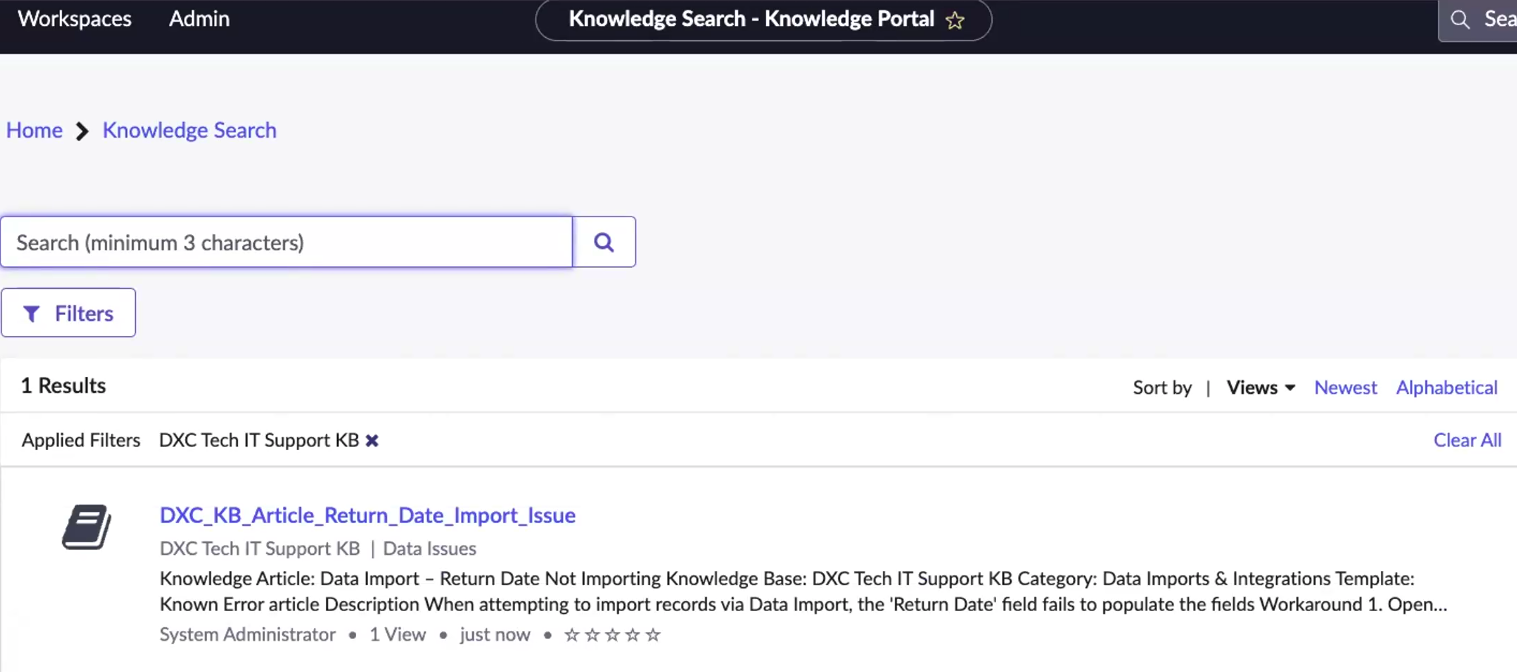 Workspaces Admin Knowledge Search - Knowledge Portal
Home Knowledge Search
Search (minimum 3 characters)
Filters
1 Results Sort by | Views Newest Alphabetical
Applied Filters DXC Tech IT Support KB Clear All
DXC_KB_Article_Return_Date_Import_Issue
DXC Tech IT Support KB | Data Issues
Knowledge Article: Data Import – Return Date Not Importing Knowledge Base: DXC Tech IT Support KB Category: Data Imports & Integrations Template:
Known Error article Description When attempting to import records via Data Import, the 'Return Date' field fails to populate the fields Workaround 1. Open...
System Administrator • 1 View • just now •